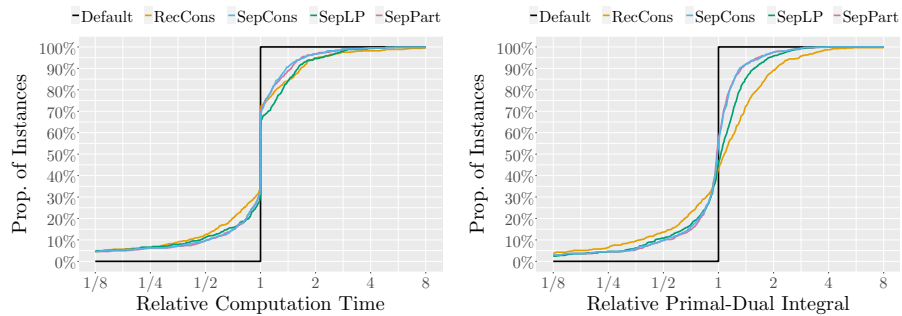 Default RecCons SepCons SepLP SepPart
100%
90%
80%
70%
60%
50%
40%
30%
20%
10%
0%
Prop. of Instances
1/8 1/4 1/2 1 2 4 8
Relative Computation Time
Default RecCons SepCons SepLP SepPart
100%
90%
80%
70%
60%
50%
40%
30%
20%
10%
0%
Prop. of Instances
1/8 1/4 1/2 1 2 4 8
Relative Primal-Dual Integral